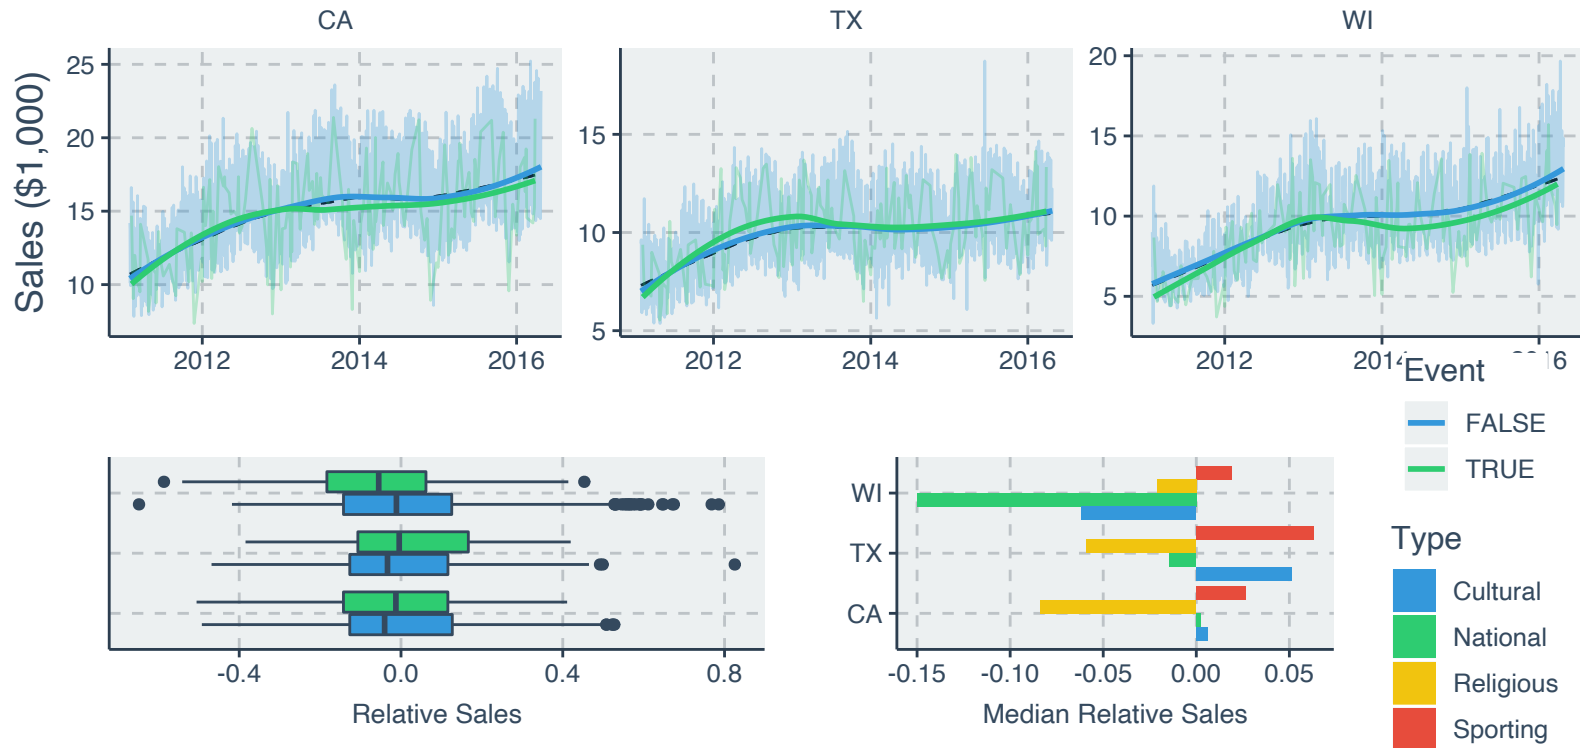 CA TX WI
Sales ($1,000)
25
20
15
10
15
10
5
20
15
10
5
2012 2014 2016 2012 2014 2016 2012 2014 2016
Event
FALSE
TRUE
WI
TX
CA
-0.4 0.0 0.4 0.8
Relative Sales
-0.15 -0.10 -0.05 0.00 0.05
Median Relative Sales
Type
Cultural
National
Religious
Sporting